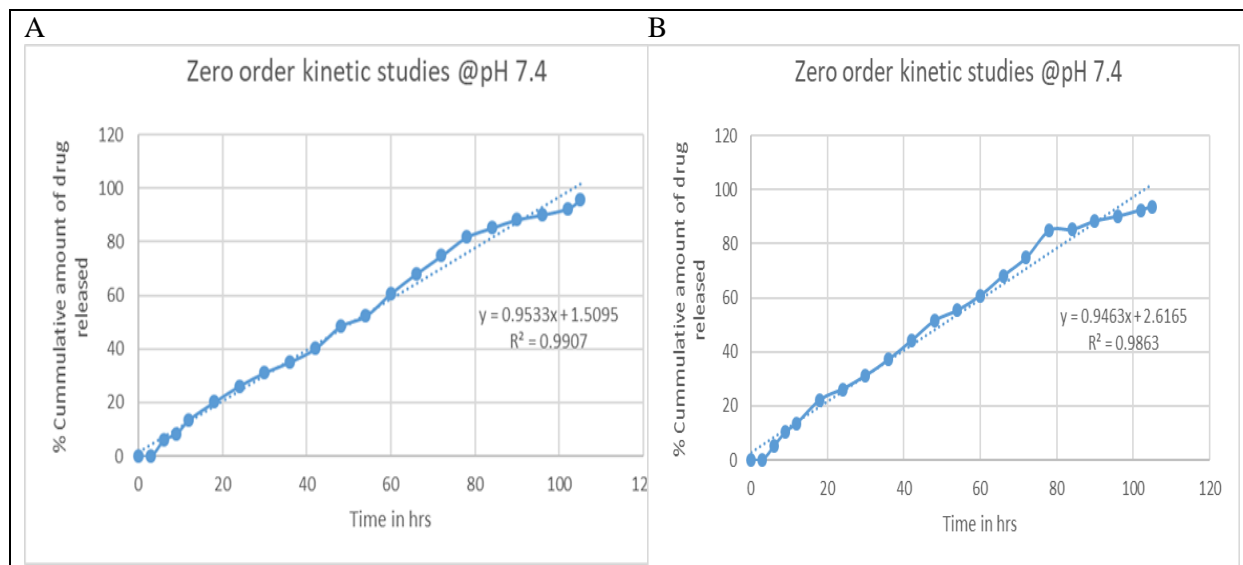 A
Zero order kinetic studies @pH 7.4
% Cummulative amount of drug
released
120
100
80
60
40
20
0
y = 0.9533x + 1.5095
R² = 0.9907
0 20 40 60 80 100 12
Time in hrs
B
Zero order kinetic studies @pH 7.4
% Cummulative amount of drug
released
120
100
80
60
40
20
0
y = 0.9463x + 2.6165
R² = 0.9863
0 20 40 60 80 100 120
Time in hrs